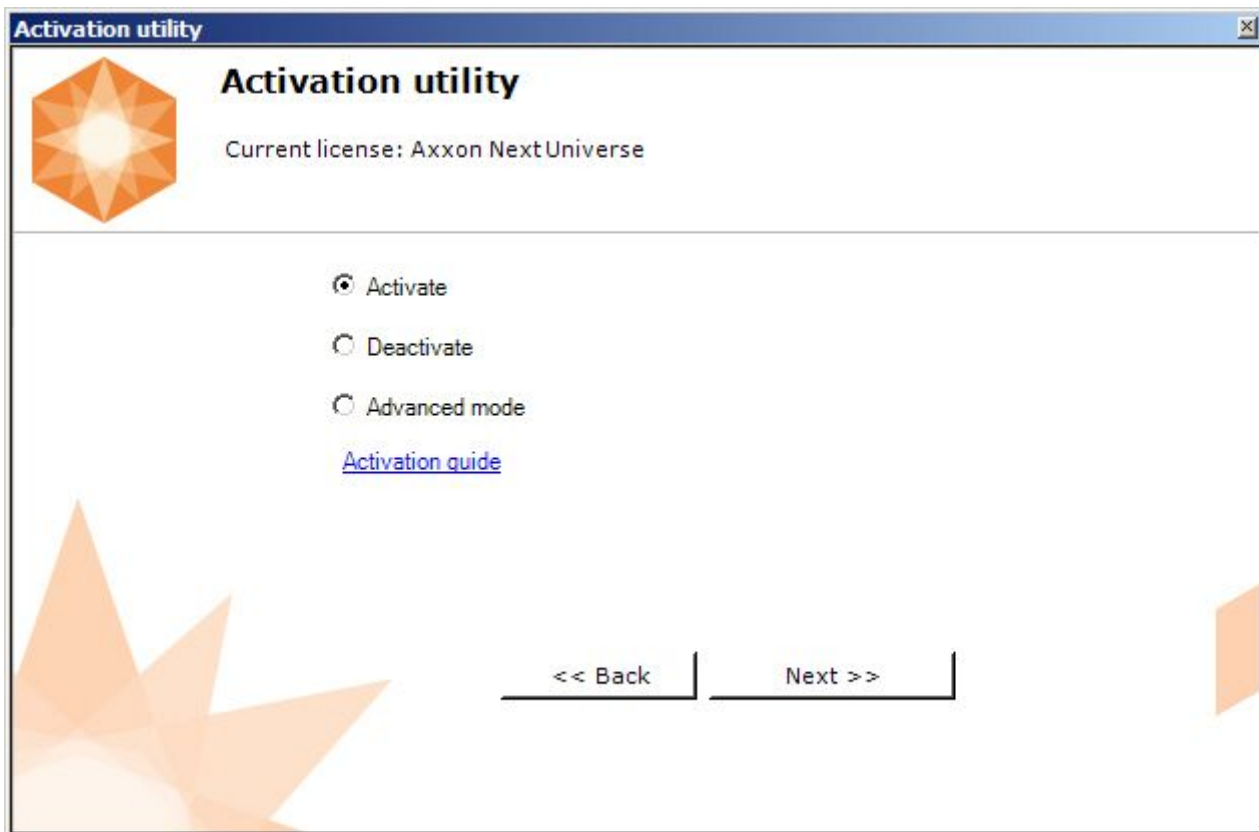 Activation utility
Activation utility
Current license: Axxon Next Universe
Activate
Deactivate
Advanced mode
Activation guide
<< Back
Next >>